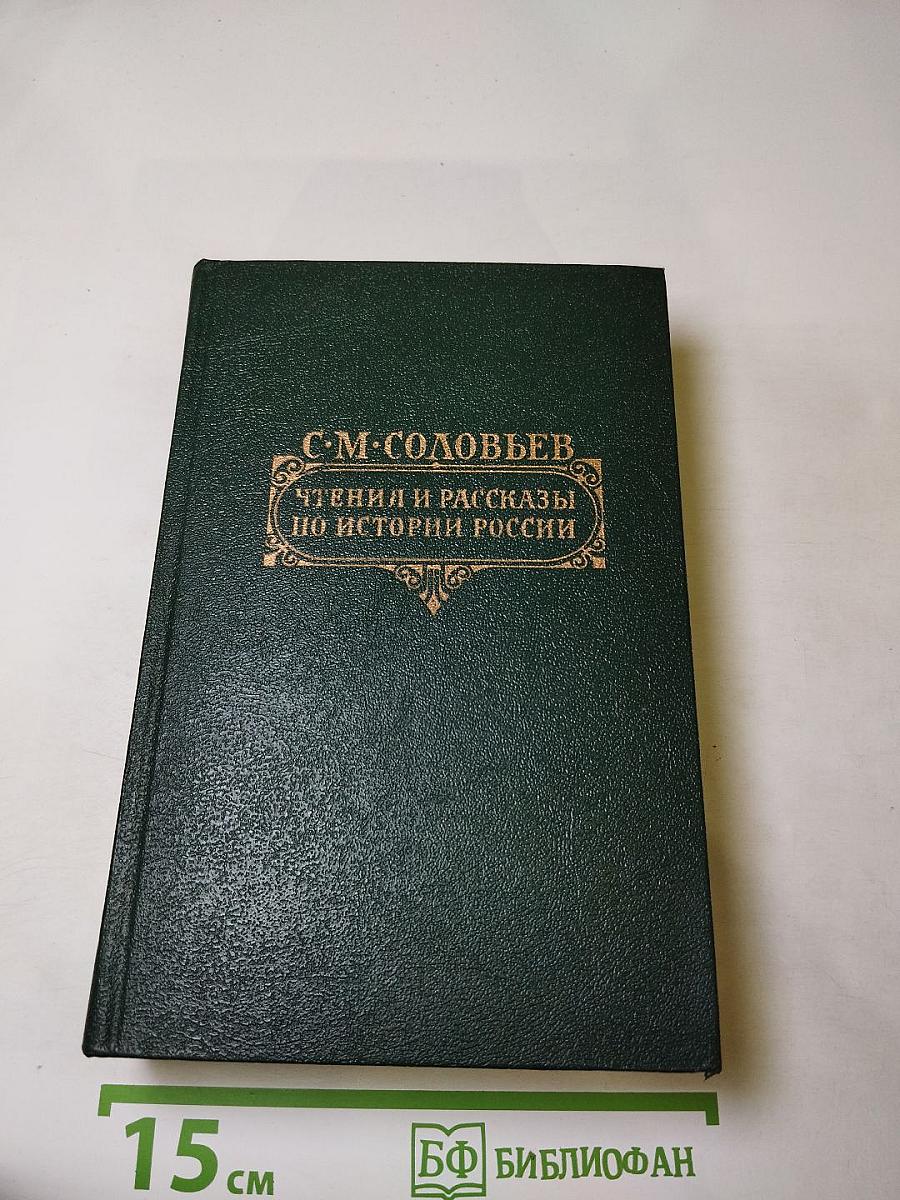 С·М·СОЛОВЬЕВ
ЧТЕНИЯ И РАССКАЗЫ
ПО ИСТОРИИ РОССИИ
15 см
БФ БИБЛИОФАН